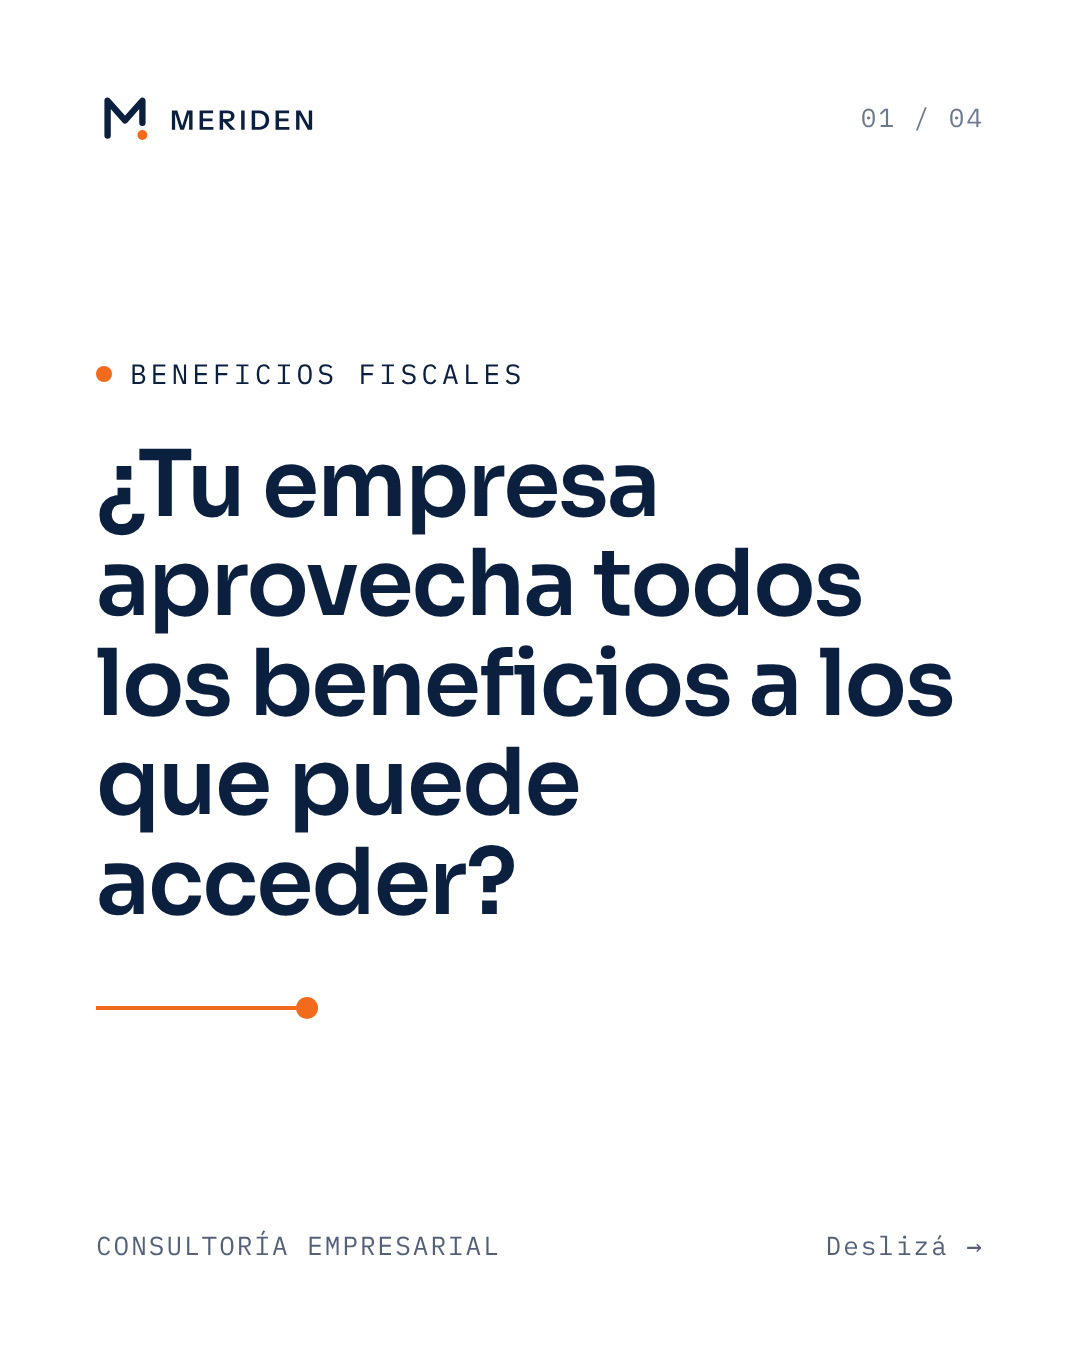 MERIDEN
01 / 04
BENEFICIOS FISCALES
¿Tu empresa
aprovecha todos
los beneficios a los
que puede
acceder?
CONSULTORÍA EMPRESARIAL
Deslizá →